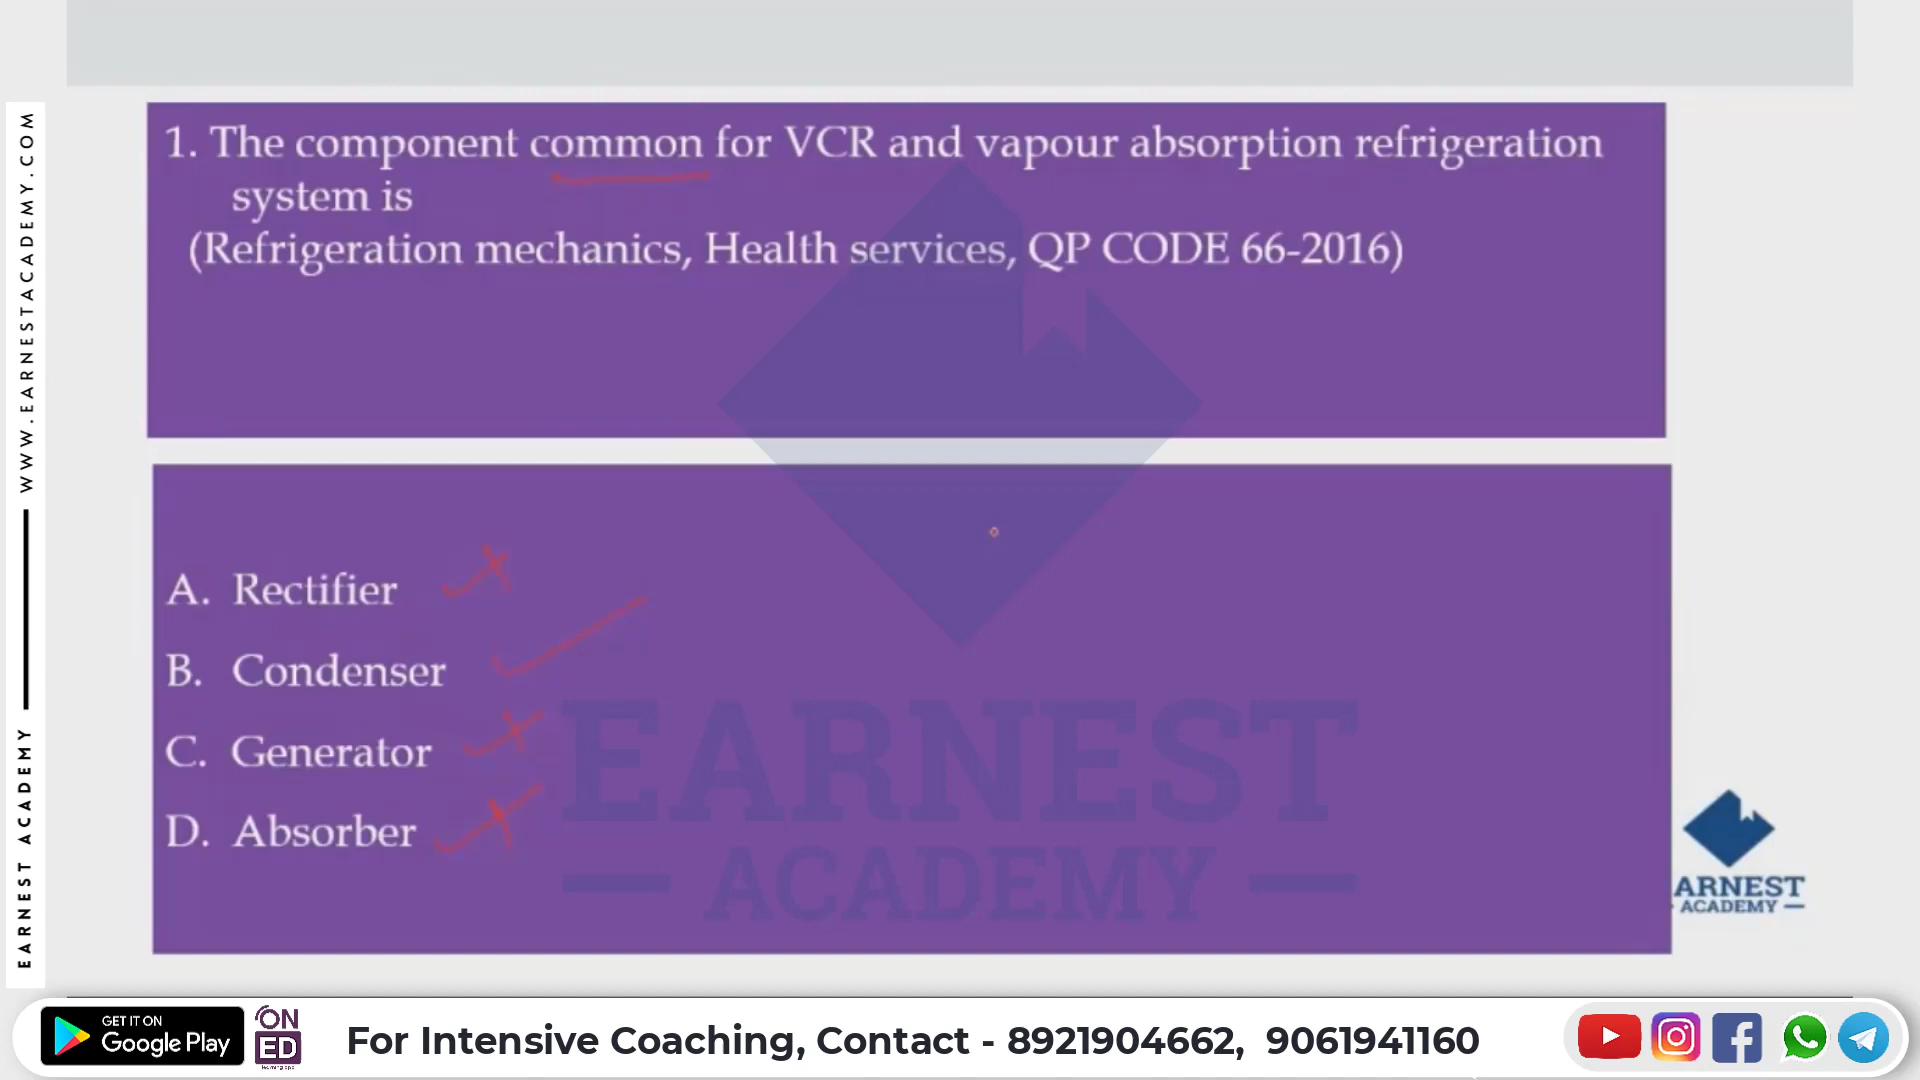 WWW.EARNESTACADEMY.COM
EARNEST ACADEMY
1. The component common for VCR and vapour absorption refrigeration
system is
(Refrigeration mechanics, Health services, QP CODE 66-2016)
A. Rectifier
B. Condenser
C. Generator
D. Absorber
EARNEST
ACADEMY
ARNEST
ACADEMY
GET IT ON
Google Play
ON
ED
For Intensive Coaching, Contact - 8921904662, 9061941160